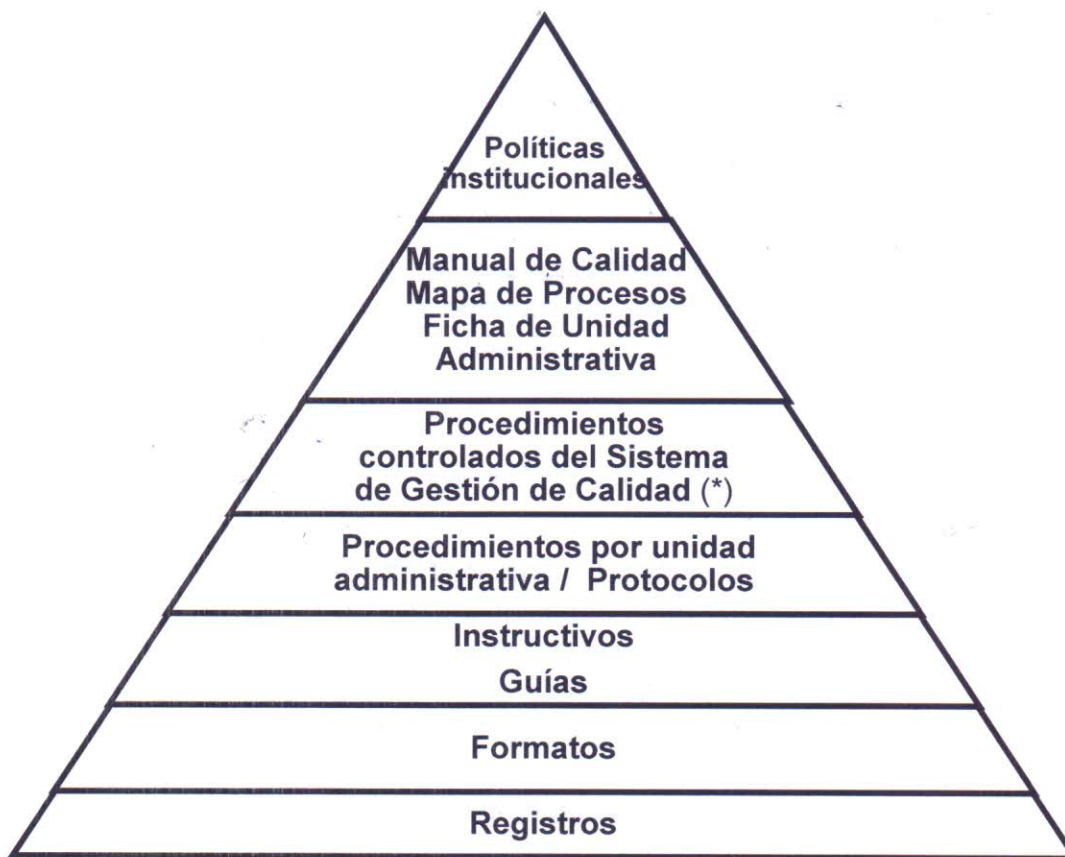 Políticas
institucionales
Manual de Calidad
Mapa de Procesos
Ficha de Unidad
Administrativa
Procedimientos
controlados del Sistema
de Gestión de Calidad (*)
Procedimientos por unidad
administrativa / Protocolos
Instructivos
Guías
Formatos
Registros